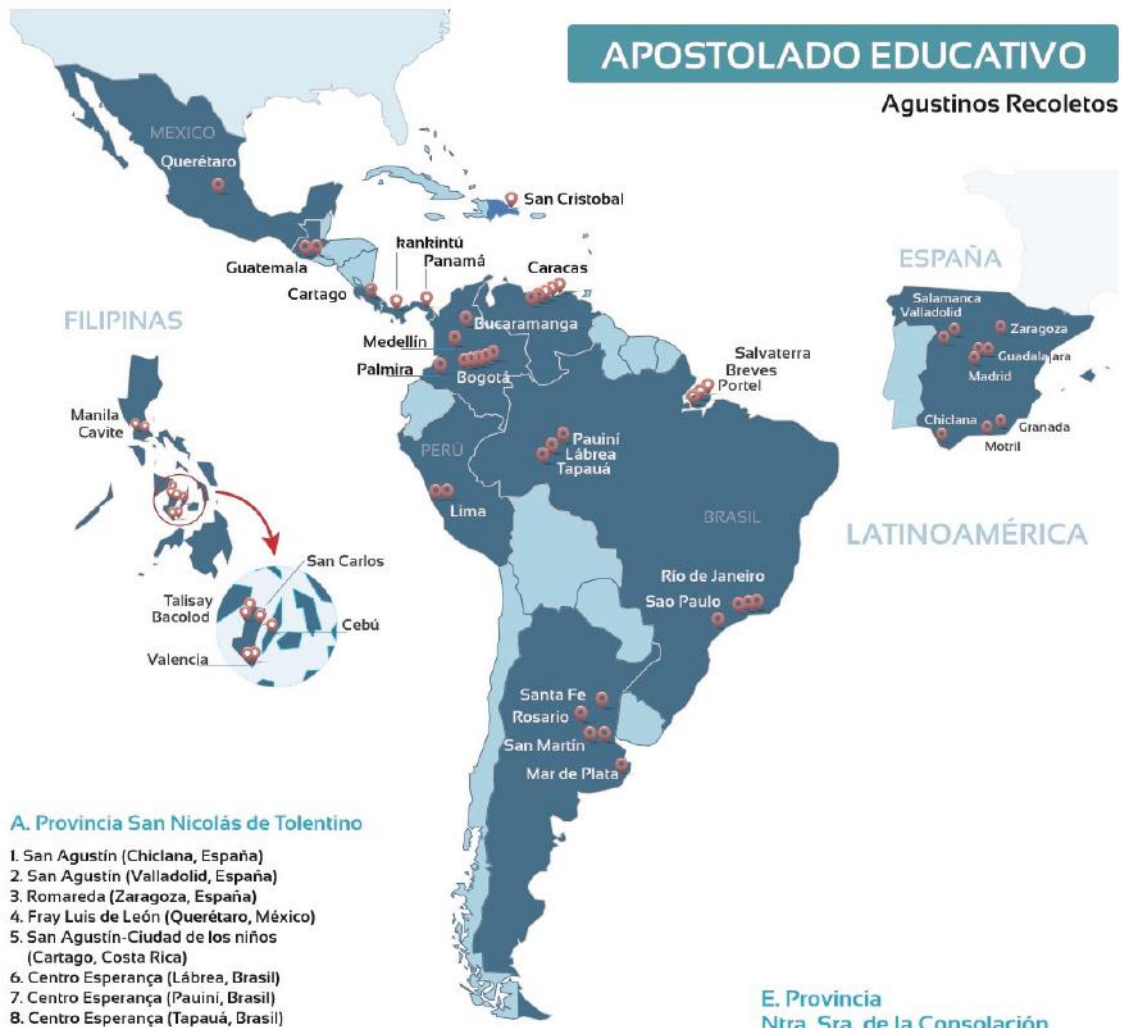 APOSTOLADO EDUCATIVO
Agustinos Recoletos
MEXICO
Querétaro
San Cristobal
Guatemala
kankintú
Panamá
Cartago
Caracas
Bucaramanga
Medellín
Palmira
Bogotá
Salvaterra
Breves
Portel
ESPAÑA
Salamanca
Valladolid
Zaragoza
Guadalajara
Madrid
Chiclana
Granada
Motril
FILIPINAS
Manila
Cavite
San Carlos
Talisay
Bacolod
Cebú
Valencia
PERÚ
Lima
Pauiní
Lábrea
Tapauá
BRASIL
LATINOAMÉRICA
Río de Janeiro
Sao Paulo
Santa Fe
Rosario
San Martín
Mar de Plata
A. Provincia San Nicolás de Tolentino
1. San Agustín (Chiclana, España)
2. San Agustín (Valladolid, España)
3. Romareda (Zaragoza, España)
4. Fray Luis de León (Querétaro, México)
5. San Agustín-Ciudad de los niños
(Cartago, Costa Rica)
6. Centro Esperança (Lábrea, Brasil)
7. Centro Esperança (Pauiní, Brasil)
8. Centro Esperança (Tapauá, Brasil)
E. Provincia
Ntra. Sra. de la Consolación